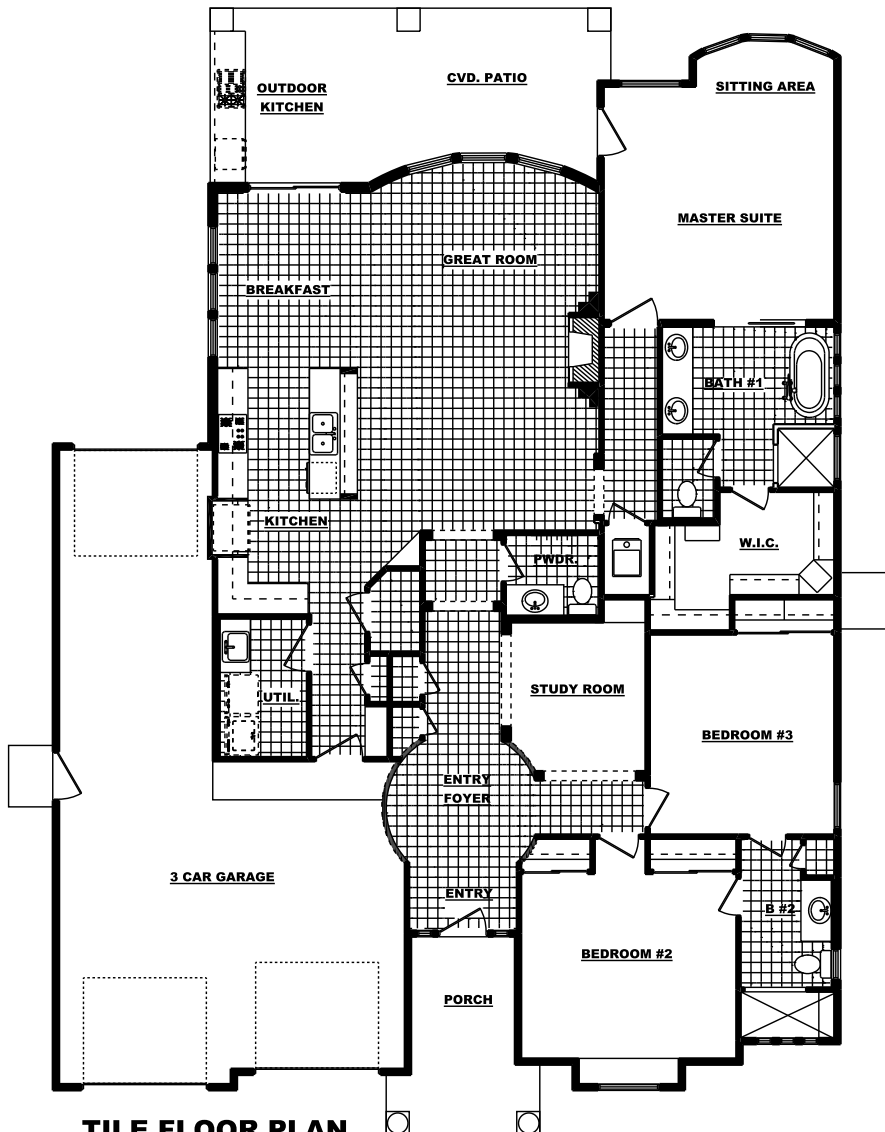 CVD. PATIO
OUTDOOR
KITCHEN
SITTING AREA
MASTER SUITE
GREAT ROOM
BREAKFAST
BATH #1
KITCHEN
W.I.C.
PWDR.
STUDY ROOM
UTIL.
BEDROOM #3
ENTRY
FOYER
3 CAR GARAGE
ENTRY
B #2
BEDROOM #2
PORCH
TILE FLOOR PLAN